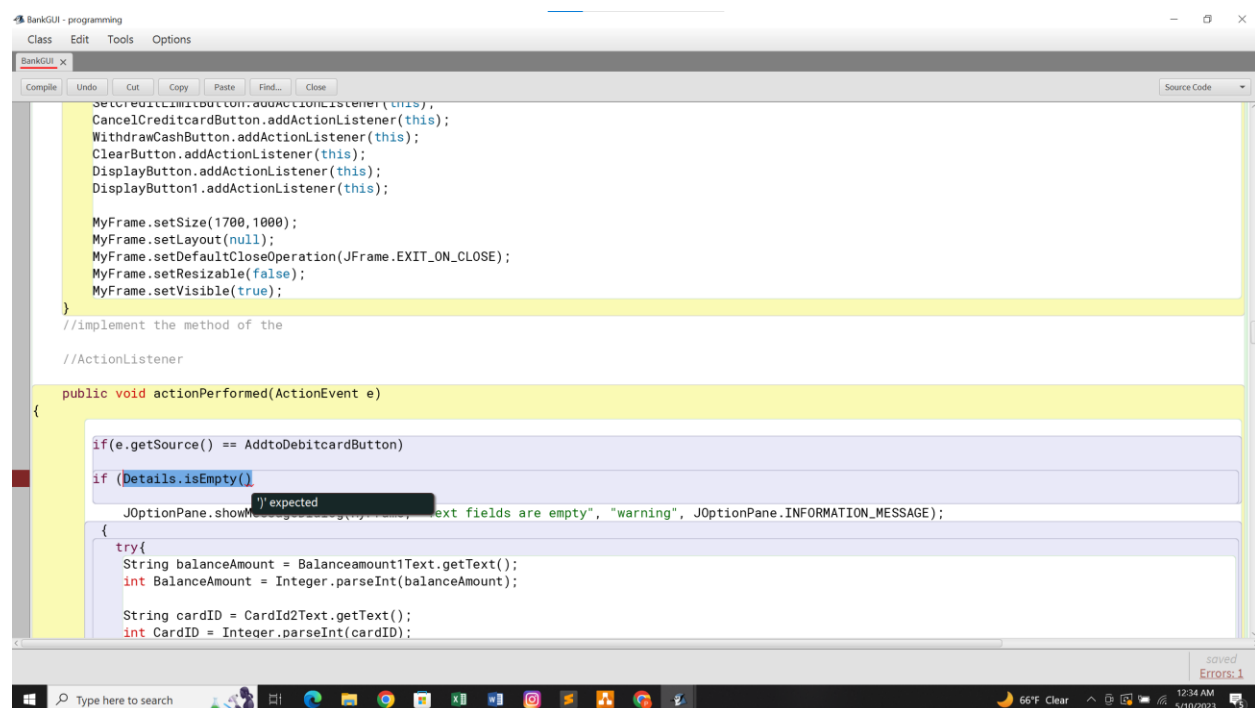 BankGUI - programming
Class Edit Tools Options
BankGUI
Compile Undo Cut Copy Paste Find... Close Source Code
SetCreditLimitButton.addActionListener(this);
CancelCreditcardButton.addActionListener(this);
WithdrawCashButton.addActionListener(this);
ClearButton.addActionListener(this);
DisplayButton.addActionListener(this);
DisplayButton1.addActionListener(this);
MyFrame.setSize(1700,1000);
MyFrame.setLayout(null);
MyFrame.setDefaultCloseOperation(JFrame.EXIT_ON_CLOSE);
MyFrame.setResizable(false);
MyFrame.setVisible(true);
}
//implement the method of the
//ActionListener
public void actionPerformed(ActionEvent e)
{
if(e.getSource() == AddtoDebitcardButton)
if (Details.isEmpty()
')' expected
JOptionPane.showM ext fields are empty", "warning", JOptionPane.INFORMATION_MESSAGE);
{
try{
String balanceAmount = Balanceamount1Text.getText();
int BalanceAmount = Integer.parseInt(balanceAmount);
String cardID = CardId2Text.getText();
int CardID = Integer.parseInt(cardID);
saved
Errors: 1
Type here to search 66°F Clear 12:34 AM
5/10/2023